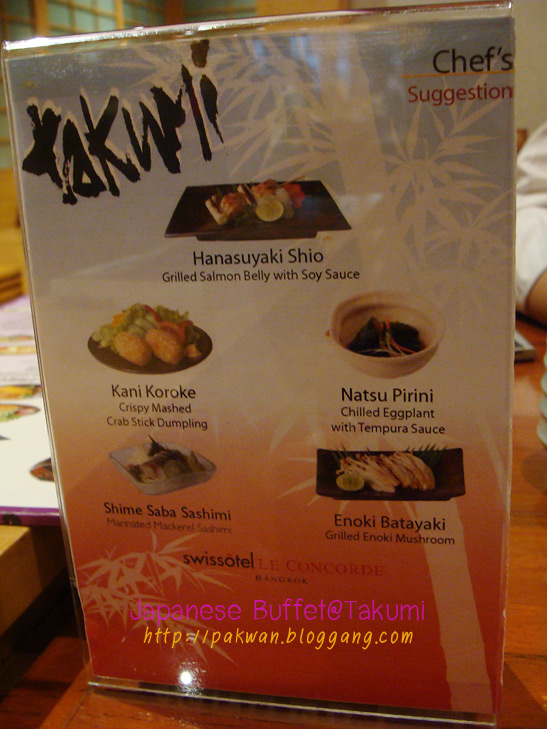 Takumi
Chef's
Suggestion
Hanasuyaki Shio
Grilled Salmon Belly with Soy Sauce
Kani Koroke
Crispy Mashed
Crab Stick Dumpling
Natsu Pirini
Chilled Eggplant
with Tempura Sauce
Shime Saba Sashimi
Marinated Mackerel Sashimi
Enoki Batayaki
Grilled Enoki Mushroom
swissôtel LE CONCORDE
BANGKOK
Japanese Buffet@Takumi
http://pakwan.bloggang.com